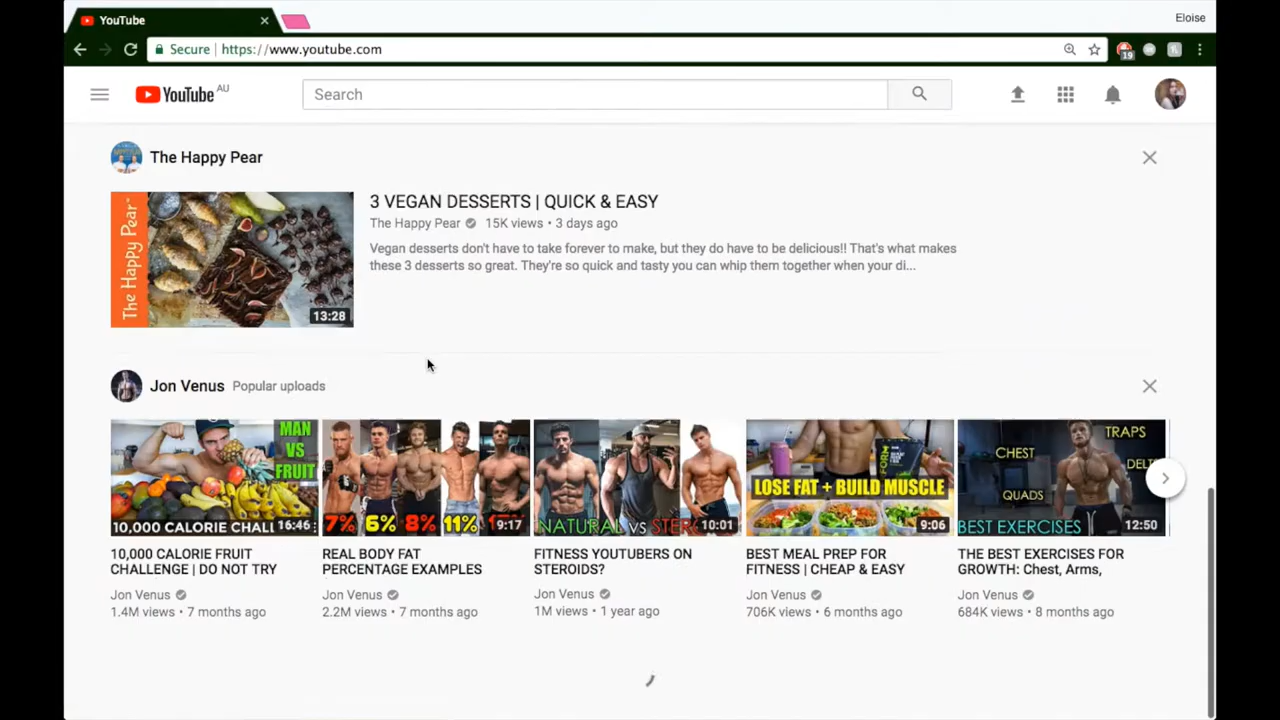 YouTube
Eloise
Secure | https://www.youtube.com
19
YouTube AU
Search
The Happy Pear
The Happy Pear
13:28
3 VEGAN DESSERTS | QUICK & EASY
The Happy Pear 15K views • 3 days ago
Vegan desserts don't have to take forever to make, but they do have to be delicious!! That's what makes
these 3 desserts so great. They're so quick and tasty you can whip them together when your di...
Jon Venus Popular uploads
MAN
VS
FRUIT
10,000 CALORIE CHALL
16:46
7% 6% 8% 11%
9:17
NATURAL VS STER
10:01
LOSE FAT + BUILD MUSCLE
9:06
TRAPS
CHEST
DELT
QUADS
BEST EXERCISES
12:50
10,000 CALORIE FRUIT
CHALLENGE | DO NOT TRY
Jon Venus
1.4M views • 7 months ago
REAL BODY FAT
PERCENTAGE EXAMPLES
Jon Venus
2.2M views • 7 months ago
FITNESS YOUTUBERS ON
STEROIDS?
Jon Venus
1M views • 1 year ago
BEST MEAL PREP FOR
FITNESS | CHEAP & EASY
Jon Venus
706K views • 6 months ago
THE BEST EXERCISES FOR
GROWTH: Chest, Arms,
Jon Venus
684K views • 8 months ago